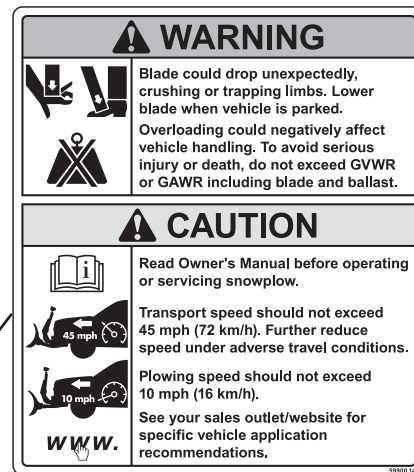 WARNING
Blade could drop unexpectedly,
crushing or trapping limbs. Lower
blade when vehicle is parked.
Overloading could negatively affect
vehicle handling. To avoid serious
injury or death, do not exceed GVWR
or GAWR including blade and ballast.
CAUTION
i
Read Owner's Manual before operating
or servicing snowplow.
45 mph
Transport speed should not exceed
45 mph (72 km/h). Further reduce
speed under adverse travel conditions.
10 mph
Plowing speed should not exceed
10 mph (16 km/h).
www.
See your sales outlet/website for
specific vehicle application
recommendations.